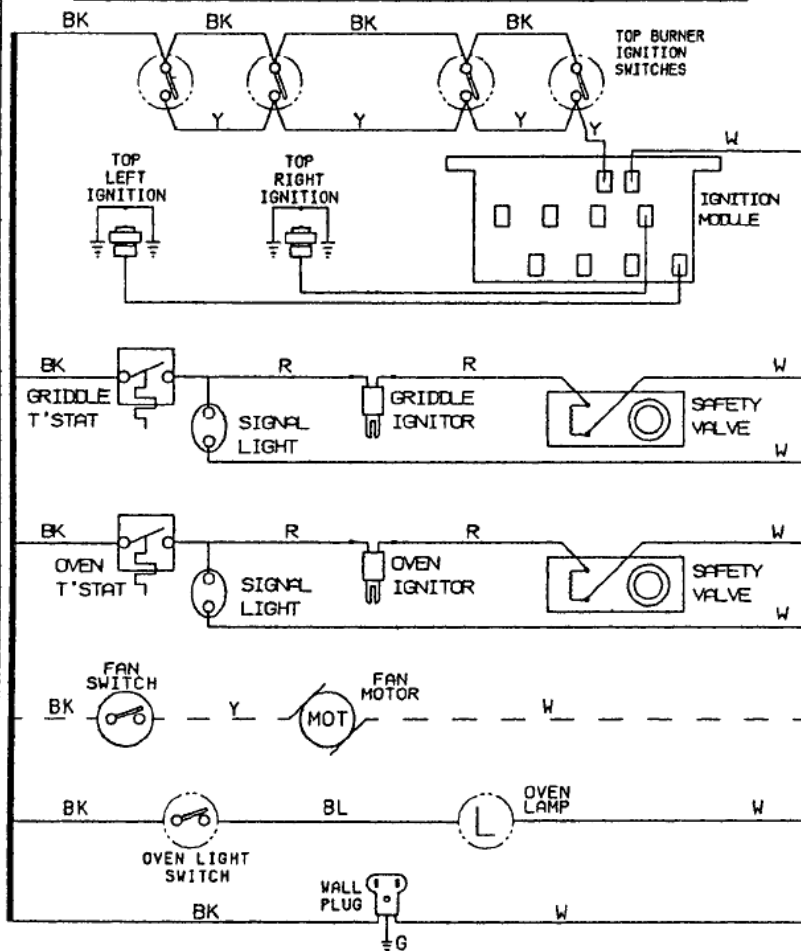 BK BK BK BK
TOP BURNER
IGNITION
SWITCHES
Y Y Y Y
W
TOP
LEFT
IGNITION
TOP
RIGHT
IGNITION
IGNITION
MODULE
BK R R W
GRIDDLE
T'STAT
SIGNAL
LIGHT
GRIDDLE
IGNITOR
SAFETY
VALVE
W
BK R R W
OVEN
T'STAT
SIGNAL
LIGHT
OVEN
IGNITOR
SAFETY
VALVE
W
FAN
SWITCH
FAN
MOTOR
BK Y MOT W
OVEN
LAMP
BK BL L W
OVEN LIGHT
SWITCH
WALL
PLUG
BK W
G